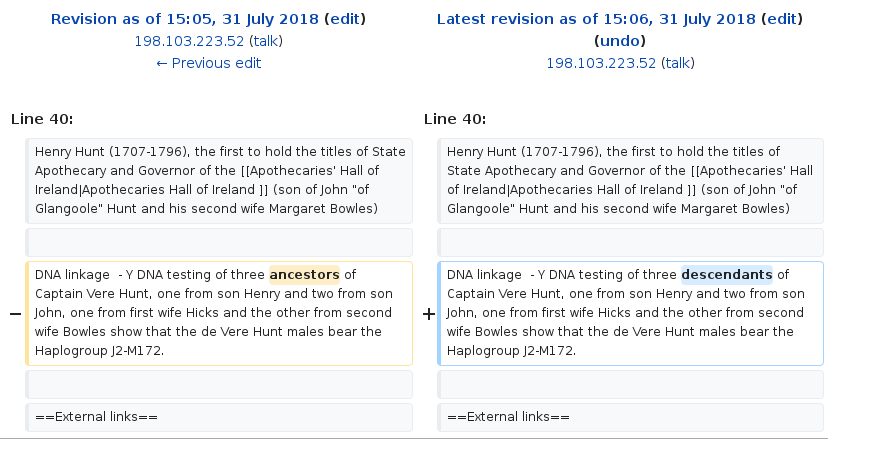 Revision as of 15:05, 31 July 2018 (edit)
198.103.223.52 (talk)
← Previous edit
Latest revision as of 15:06, 31 July 2018 (edit)
(undo)
198.103.223.52 (talk)
Line 40:
Henry Hunt (1707-1796), the first to hold the titles of State
Apothecary and Governor of the [[Apothecaries' Hall of
Ireland|Apothecaries Hall of Ireland ]] (son of John "of
Glangoole" Hunt and his second wife Margaret Bowles)
− DNA linkage  - Y DNA testing of three ancestors of
Captain Vere Hunt, one from son Henry and two from son
John, one from first wife Hicks and the other from second
wife Bowles show that the de Vere Hunt males bear the
Haplogroup J2-M172.
==External links==
Line 40:
Henry Hunt (1707-1796), the first to hold the titles of
State Apothecary and Governor of the [[Apothecaries' Hall
of Ireland|Apothecaries Hall of Ireland ]] (son of John "of
Glangoole" Hunt and his second wife Margaret Bowles)
+ DNA linkage  - Y DNA testing of three descendants of
Captain Vere Hunt, one from son Henry and two from son
John, one from first wife Hicks and the other from second
wife Bowles show that the de Vere Hunt males bear the
Haplogroup J2-M172.
==External links==